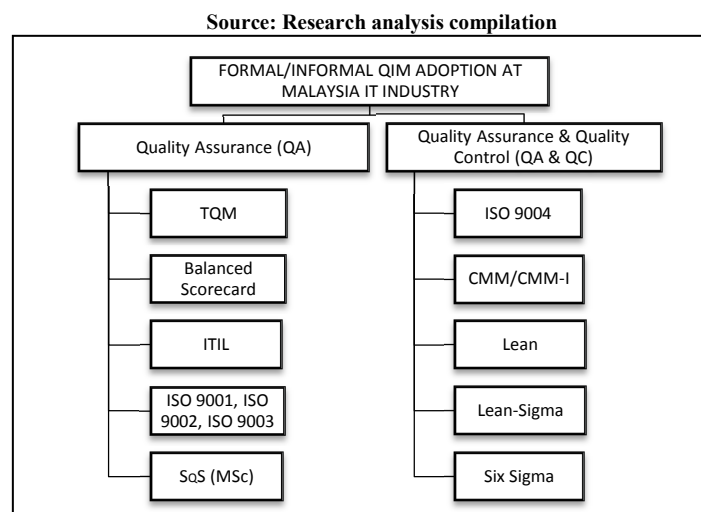 Source: Research analysis compilation
FORMAL/INFORMAL QIM ADOPTION AT
MALAYSIA IT INDUSTRY
Quality Assurance (QA)
Quality Assurance & Quality
Control (QA & QC)
TQM
Balanced
Scorecard
ITIL
ISO 9001, ISO
9002, ISO 9003
SQS (MSc)
ISO 9004
CMM/CMM-I
Lean
Lean-Sigma
Six Sigma